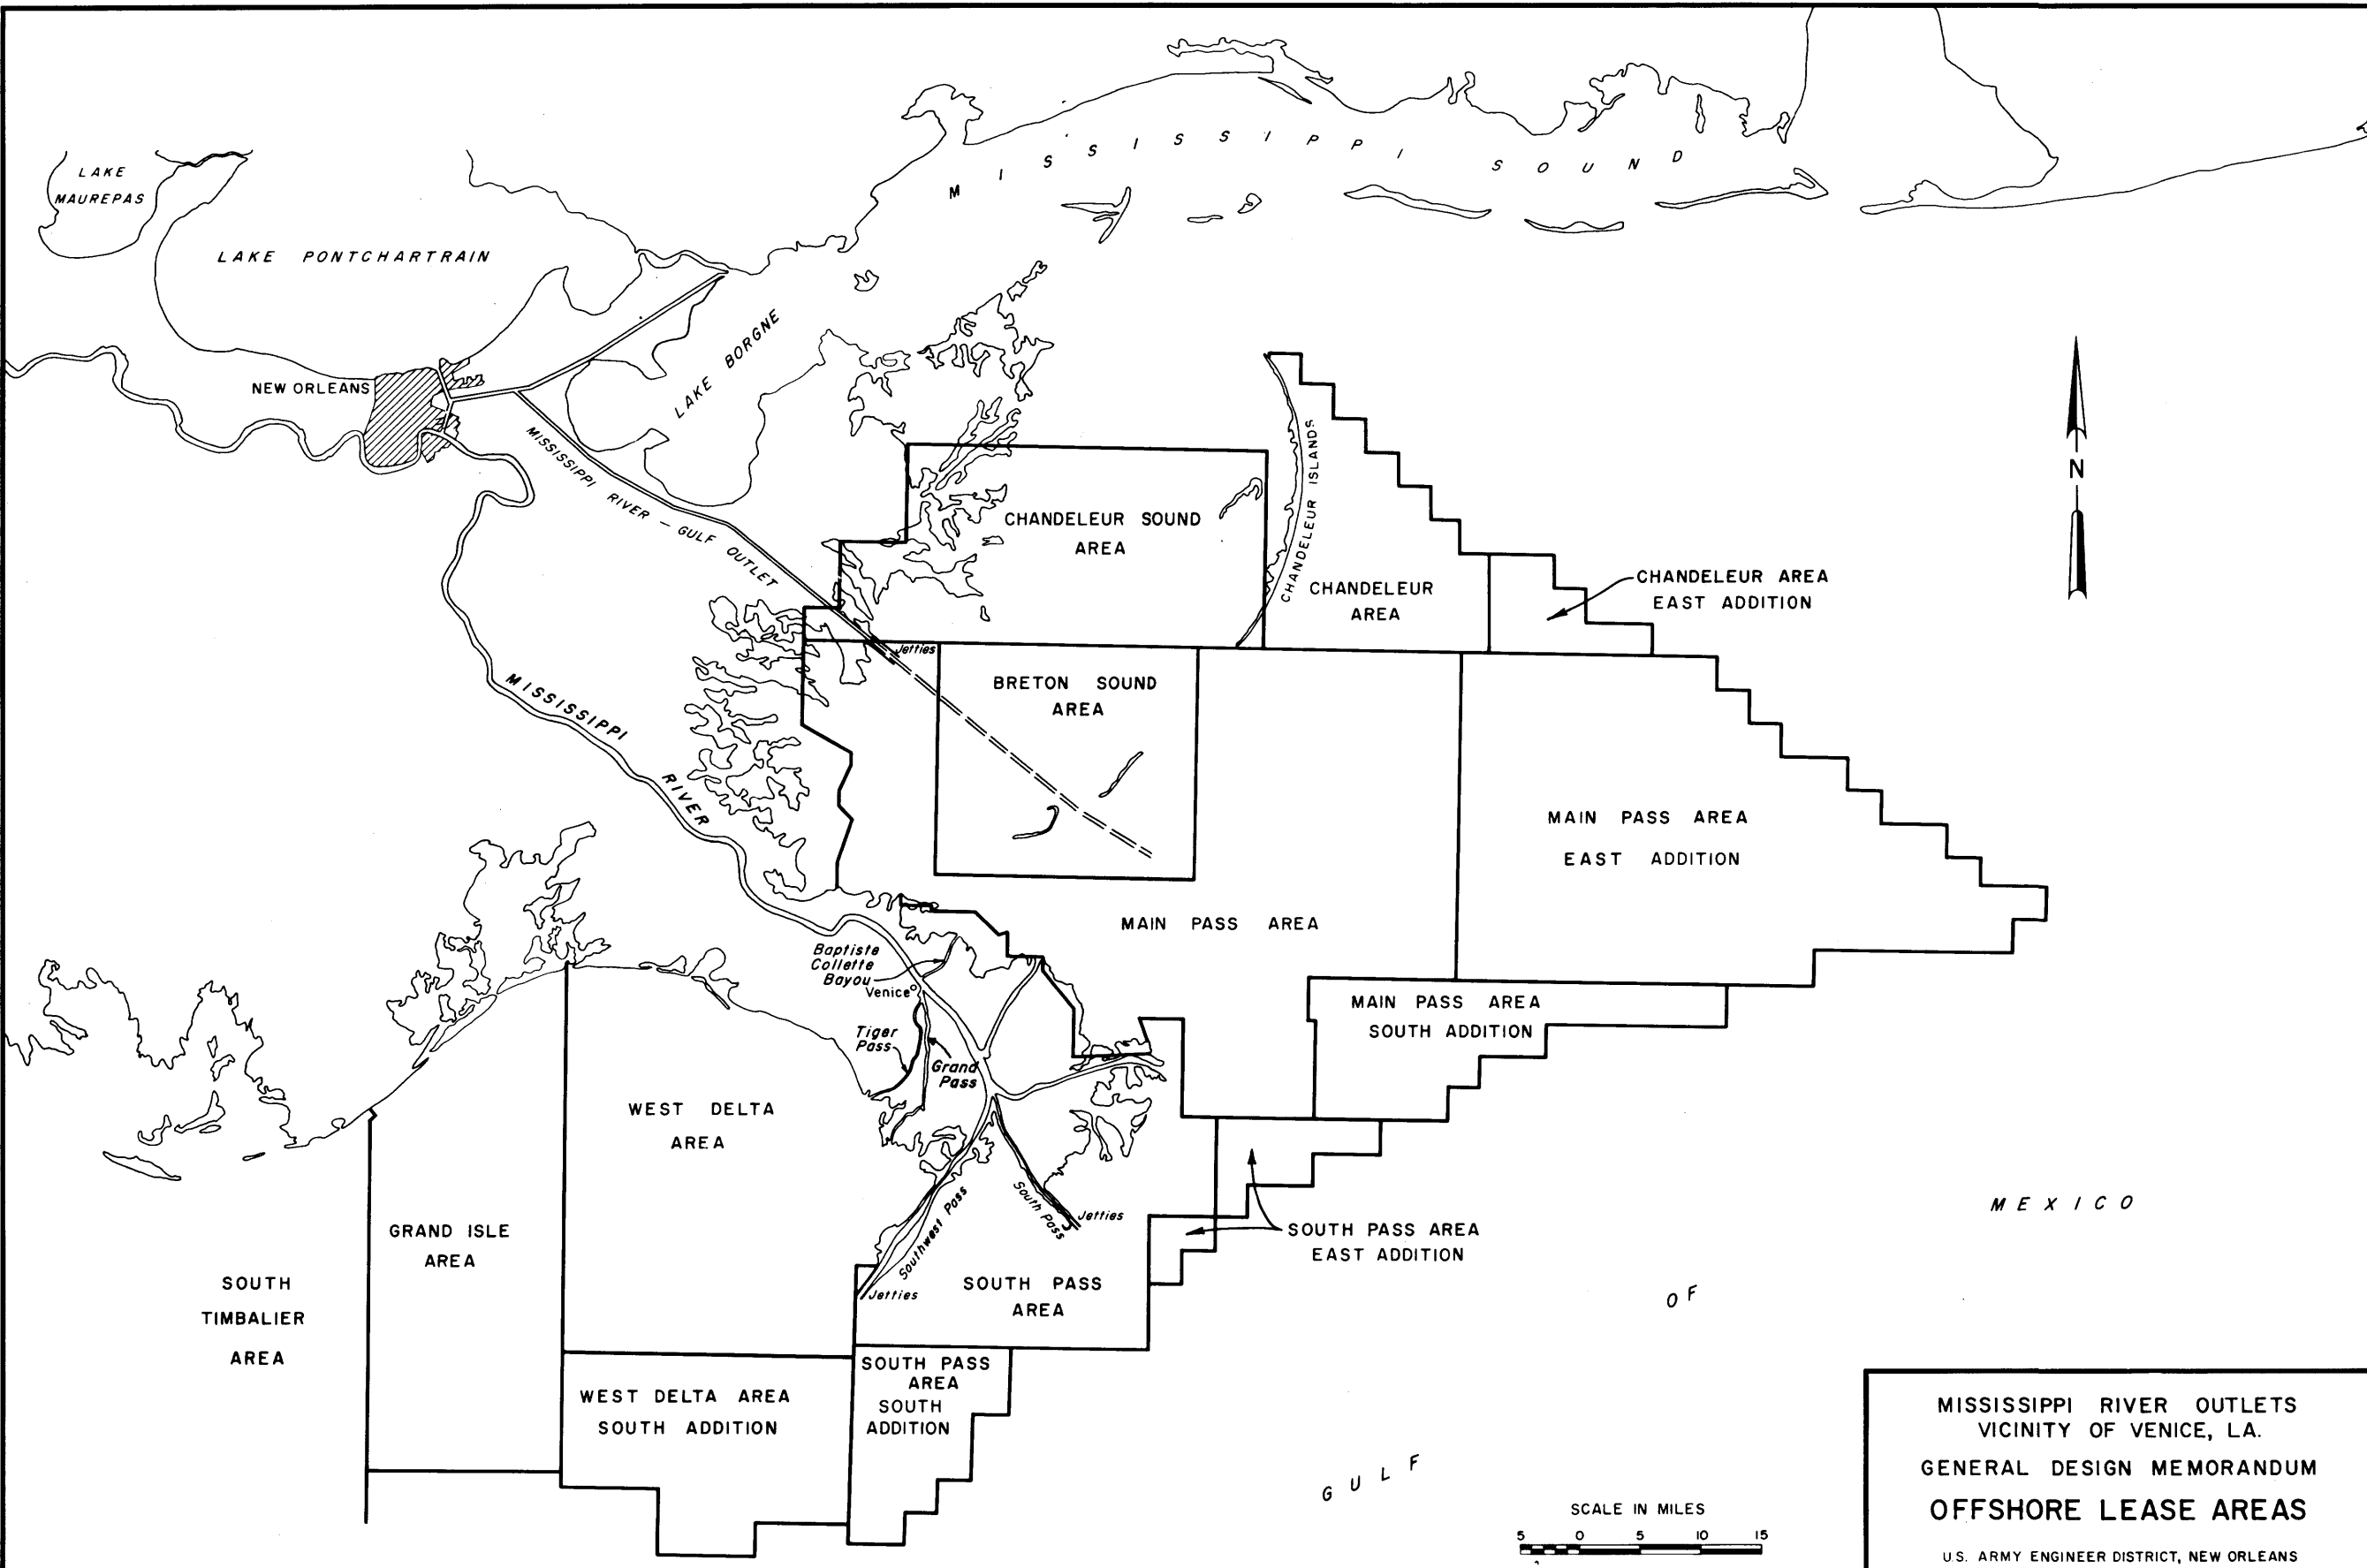 LAKE
MAUREPAS
LAKE PONTCHARTRAIN
MISSISSIPPI SOUND
LAKE BORGNE
NEW ORLEANS
MISSISSIPPI RIVER — GULF OUTLET
CHANDELEUR ISLANDS
N
CHANDELEUR SOUND
AREA
CHANDELEUR
AREA
CHANDELEUR AREA
EAST ADDITION
Jetties
BRETON SOUND
AREA
MISSISSIPPI RIVER
MAIN PASS AREA
EAST ADDITION
MAIN PASS AREA
Baptiste
Collette
Bayou
Venice
Tiger
Pass
Grand
Pass
MAIN PASS AREA
SOUTH ADDITION
WEST DELTA
AREA
Southwest Pass
South Pass
Jetties
Jetties
GRAND ISLE
AREA
SOUTH PASS AREA
EAST ADDITION
SOUTH
TIMBALIER
AREA
SOUTH PASS
AREA
SOUTH PASS
AREA
SOUTH
ADDITION
WEST DELTA AREA
SOUTH ADDITION
GULF
OF
MEXICO
SCALE IN MILES
5 0 5 10 15
MISSISSIPPI RIVER OUTLETS
VICINITY OF VENICE, LA.
GENERAL DESIGN MEMORANDUM
OFFSHORE LEASE AREAS
U.S. ARMY ENGINEER DISTRICT, NEW ORLEANS